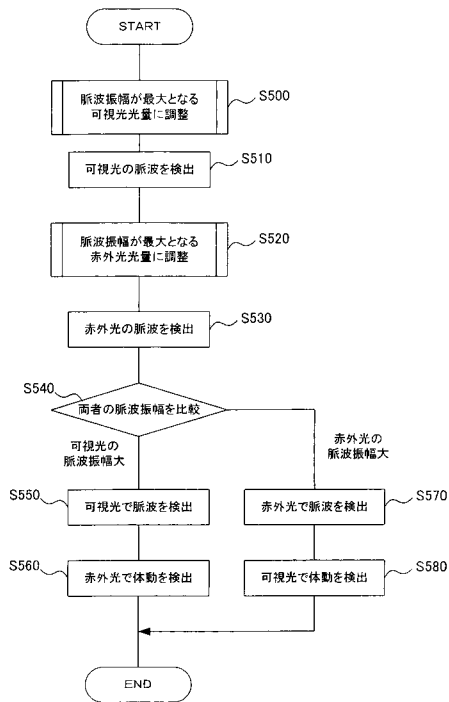 START
脈波振幅が最大となる
可視光光量に調整
S500
可視光の脈波を検出
S510
脈波振幅が最大となる
赤外光光量に調整
S520
赤外光の脈波を検出
S530
S540
両者の脈波振幅を比較
可視光の
脈波振幅大
赤外光の
脈波振幅大
S550
可視光で脈波を検出
赤外光で脈波を検出
S570
S560
赤外光で体動を検出
可視光で体動を検出
S580
END